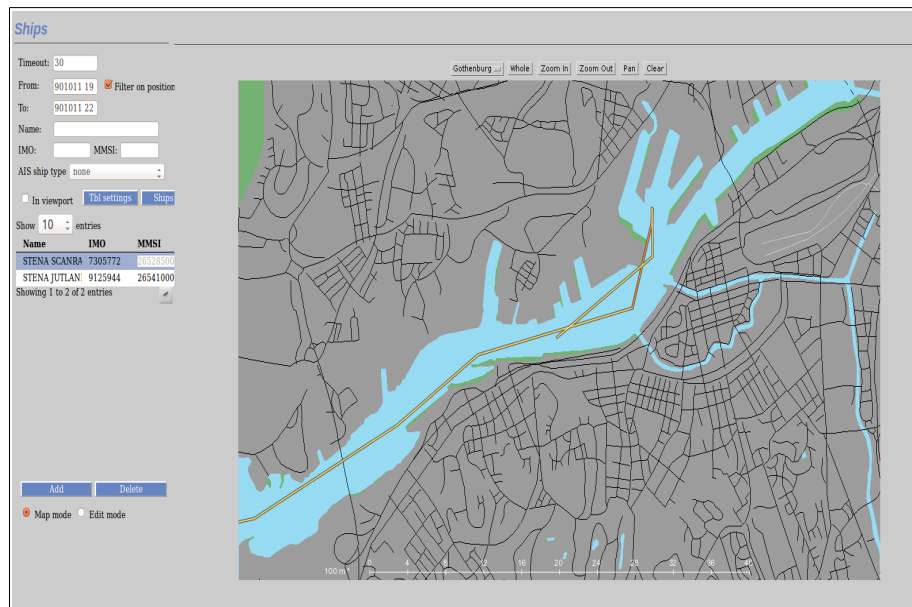 Ships
Timeout: 30
From: 901011 19 Filter on position
To: 901011 22
Name:
IMO: MMSI:
AIS ship type none
In viewport Tbl settings Ships
Show 10 entries
Name IMO MMSI
STENA SCANRA 7305772 26528500
STENA JUTLAN 9125944 26541000
Showing 1 to 2 of 2 entries
Add Delete
Map mode Edit mode
Gothenburg Whole Zoom In Zoom Out Pan Clear
100 m * 0 4 8 12 16 20 24 28 32 36 40